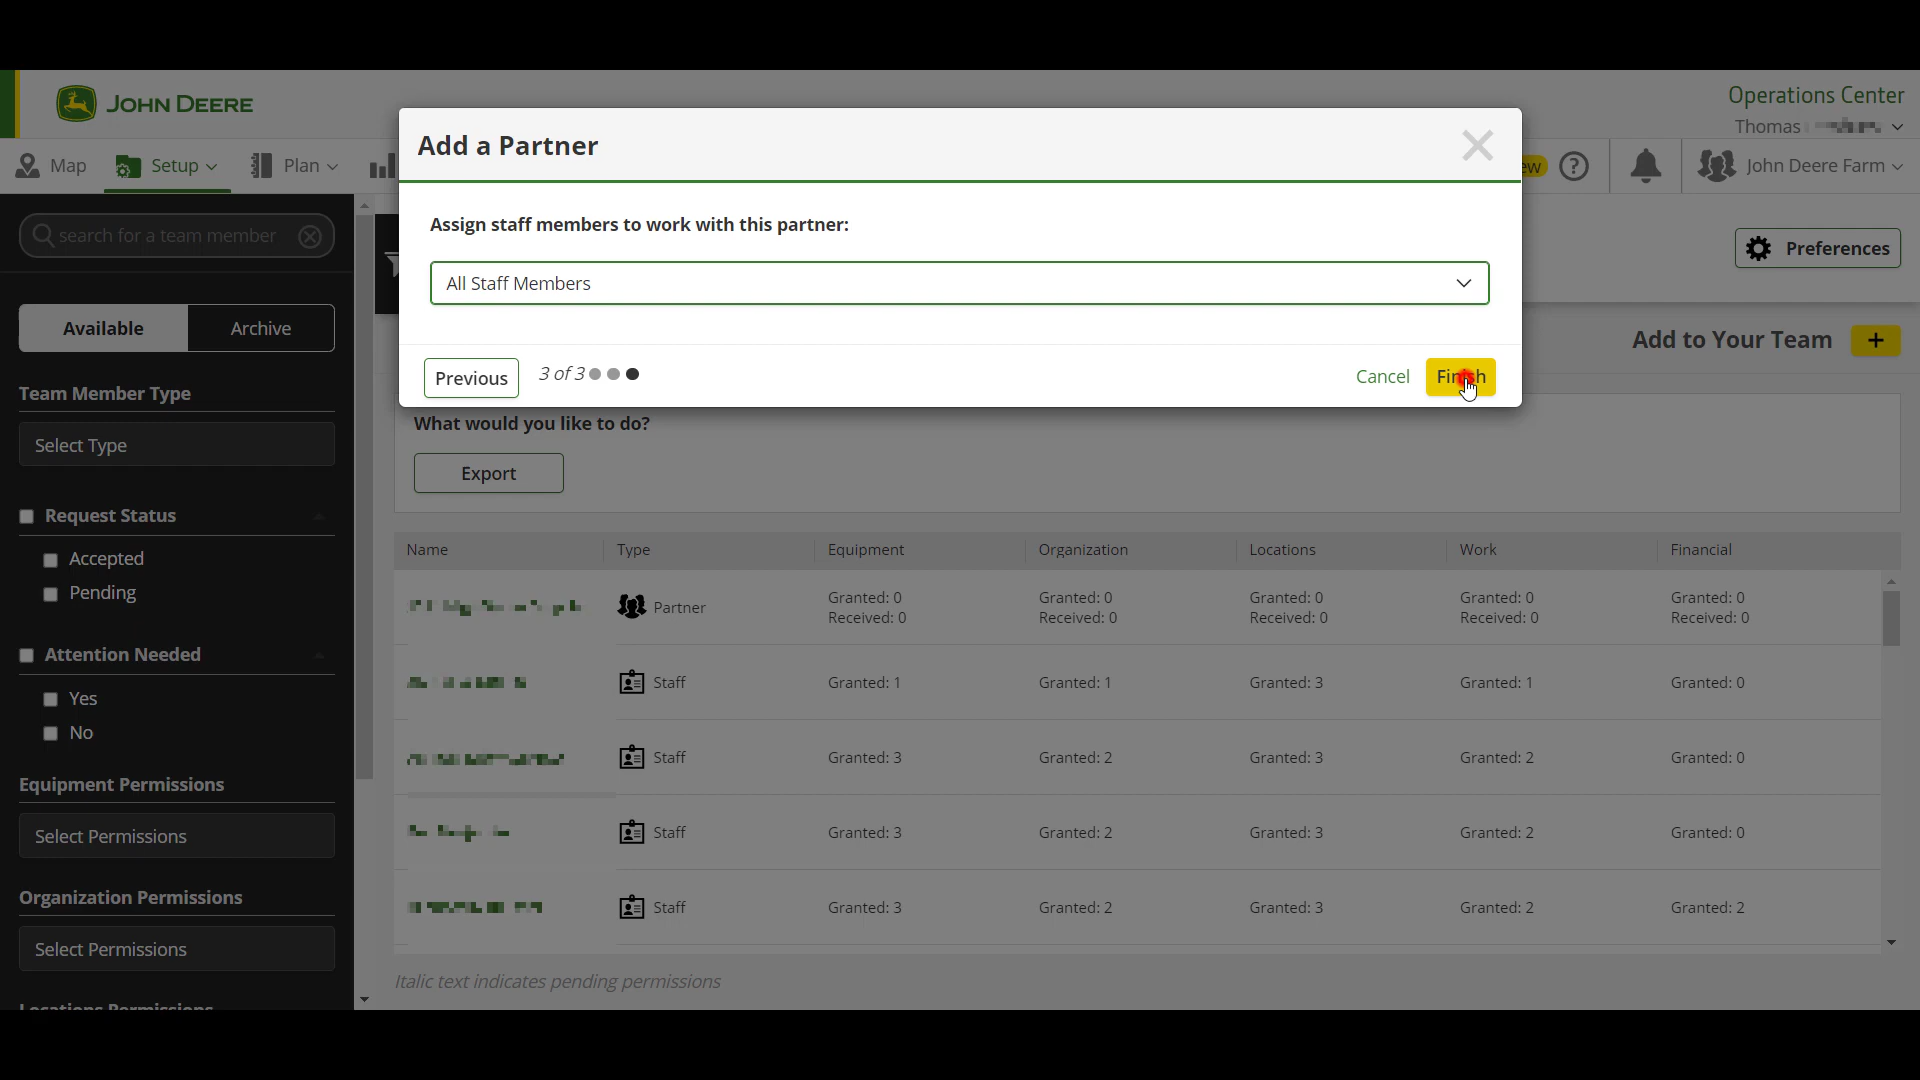 JOHN DEERE
Operations Center
Thomas
Map
Setup
Plan
ew
John Deere Farm
Add a Partner
Assign staff members to work with this partner:
All Staff Members
Previous
3 of 3
Cancel
Finish
search for a team member
Available
Archive
Team Member Type
Select Type
Request Status
Accepted
Pending
Attention Needed
Yes
No
Equipment Permissions
Select Permissions
Organization Permissions
Select Permissions
Locations Permissions
Preferences
Add to Your Team
What would you like to do?
Export
Name Type Equipment Organization Locations Work Financial
Partner Granted: 0 Granted: 0 Granted: 0 Granted: 0 Granted: 0
Received: 0 Received: 0 Received: 0 Received: 0 Received: 0
Staff Granted: 1 Granted: 1 Granted: 3 Granted: 1 Granted: 0
Staff Granted: 3 Granted: 2 Granted: 3 Granted: 2 Granted: 0
Staff Granted: 3 Granted: 2 Granted: 3 Granted: 2 Granted: 0
Staff Granted: 3 Granted: 2 Granted: 3 Granted: 2 Granted: 2
Italic text indicates pending permissions